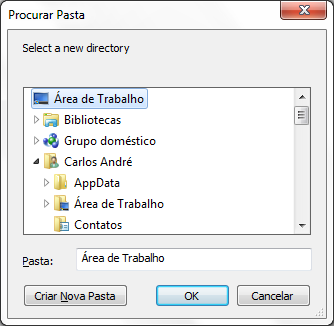 Procurar Pasta
Select a new directory
Área de Trabalho
Bibliotecas
Grupo doméstico
Carlos André
AppData
Área de Trabalho
Contatos
Pasta: Área de Trabalho
Criar Nova Pasta OK Cancelar